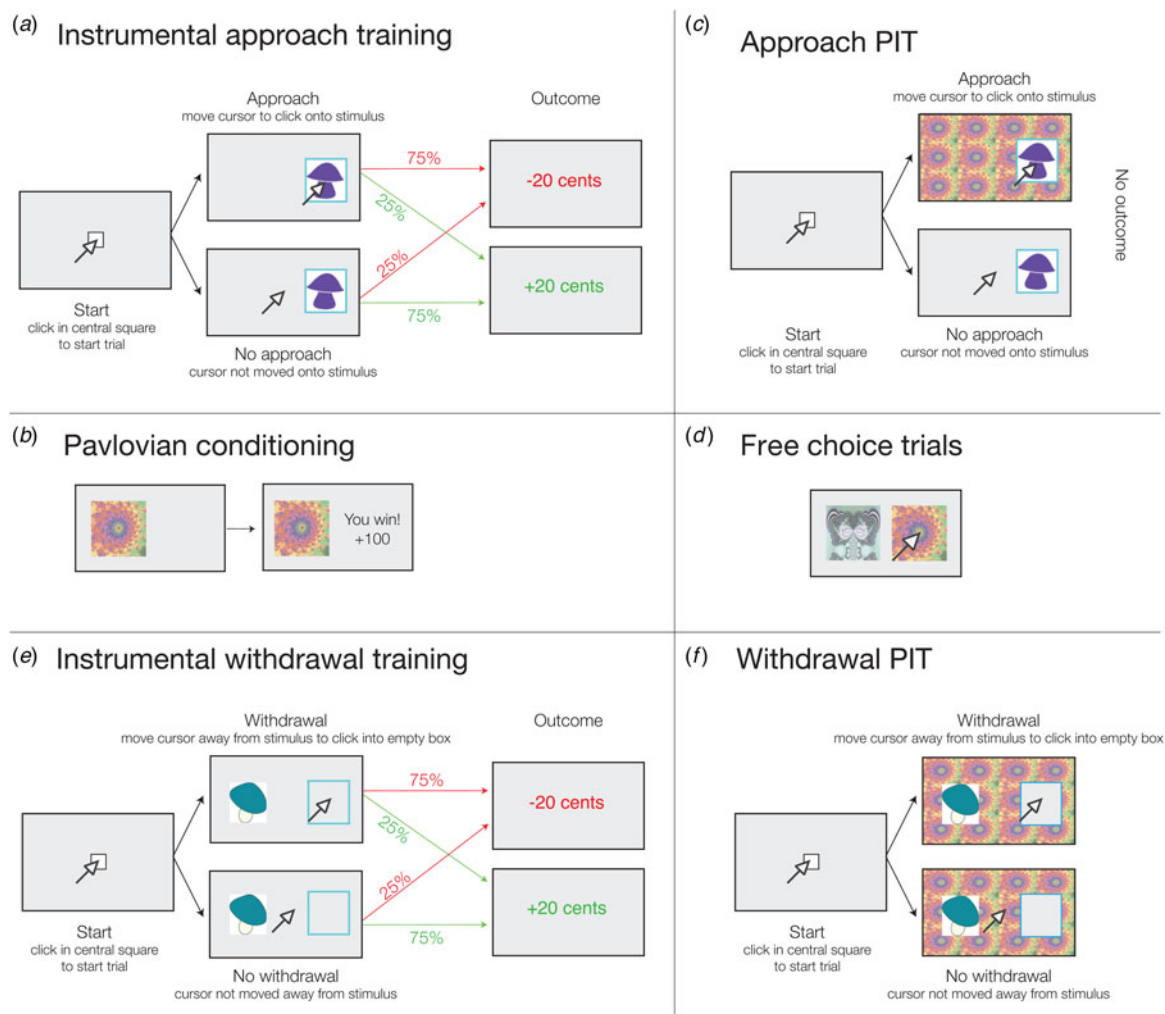 (a) Instrumental approach training
Approach
move cursor to click onto stimulus
Outcome
75%
25%
-20 cents
25%
+20 cents
75%
Start
click in central square
to start trial
No approach
cursor not moved onto stimulus
(c) Approach PIT
Approach
move cursor to click onto stimulus
No outcome
Start
click in central square
to start trial
No approach
cursor not moved onto stimulus
(b) Pavlovian conditioning
You win!
+100
(d) Free choice trials
(e) Instrumental withdrawal training
Withdrawal
move cursor away from stimulus to click into empty box
Outcome
75%
25%
-20 cents
25%
+20 cents
75%
Start
click in central square
to start trial
No withdrawal
cursor not moved away from stimulus
(f) Withdrawal PIT
Withdrawal
move cursor away from stimulus to click into empty box
Start
click in central square
to start trial
No withdrawal
cursor not moved away from stimulus